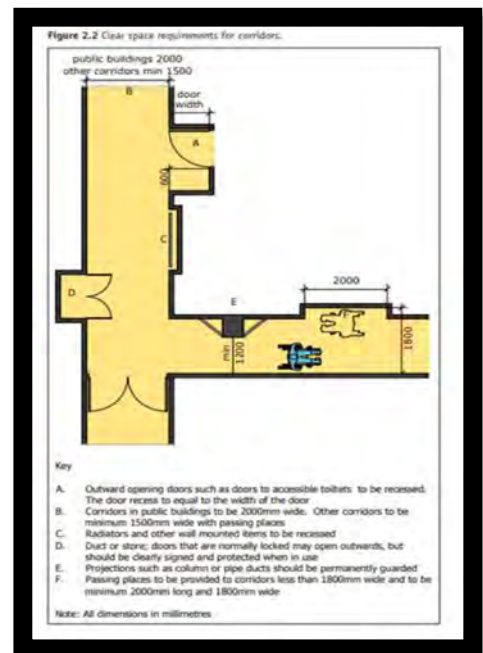 Figure 2.2 Clear space requirements for corridors.
public buildings 2000
other corridors min 1500
B
door
width
A
600
C
D
2000
E
min
1200
1800
Key
A. Outward opening doors such as doors to accessible toilets to be recessed.
The door recess to equal to the width of the door
B. Corridors in public buildings to be 2000mm wide. Other corridors to be
minimum 1500mm wide with passing places
C. Radiators and other wall mounted items to be recessed
D. Duct or store; doors that are normally locked may open outwards, but
should be clearly signed and protected when in use
E. Projections such as column or pipe ducts should be permanently guarded
F. Passing places to be provided to corridors less than 1800mm wide and to be
minimum 2000mm long and 1800mm wide
Note: All dimensions in millimetres